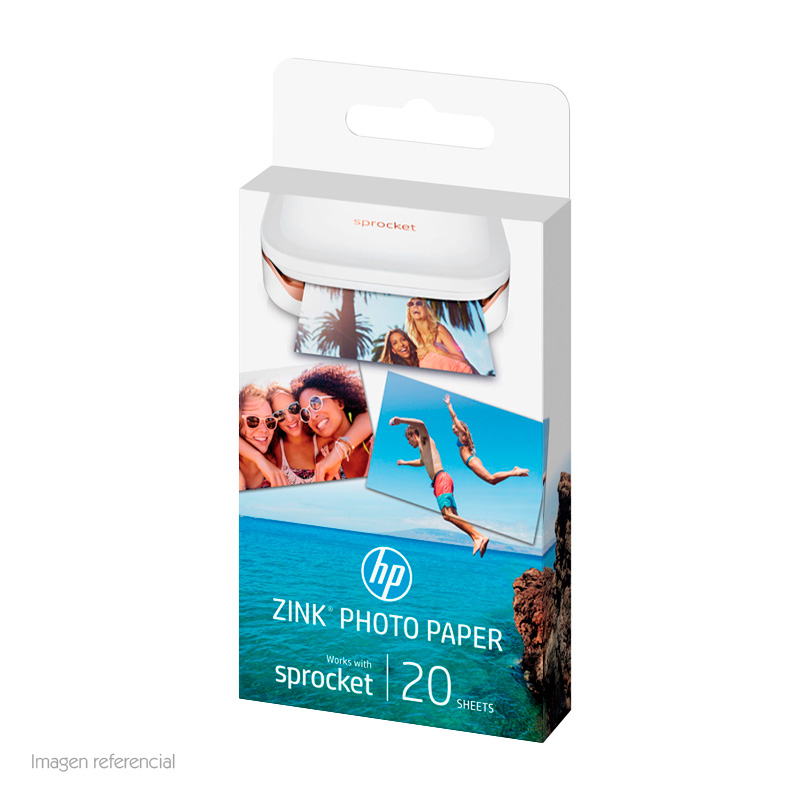 sprocket
hp
ZINK® PHOTO PAPER
Works with
sprocket | 20 SHEETS
Imagen referencial